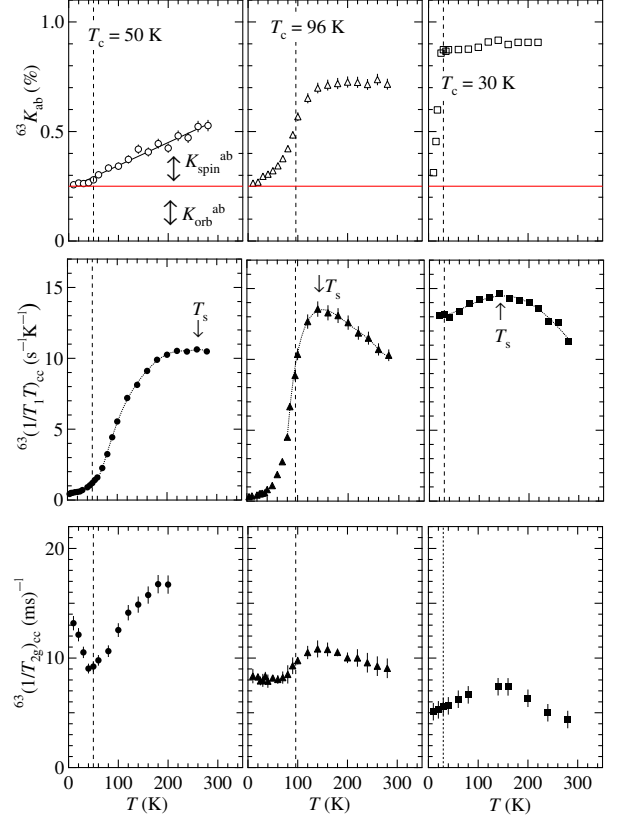 1.0
T_c = 50 K
T_c = 96 K
T_c = 30 K
^63K_ab (%)
0.5
K_spin^ab
K_orb^ab
0
15
T_s
T_s
T_s
^63(1/T_1T)_cc (s^−1K^−1)
10
5
0
20
^63(1/T_2g)_cc (ms)^−1
10
0
0 100 200 300
0 100 200 300
0 100 200 300
T (K)
T (K)
T (K)